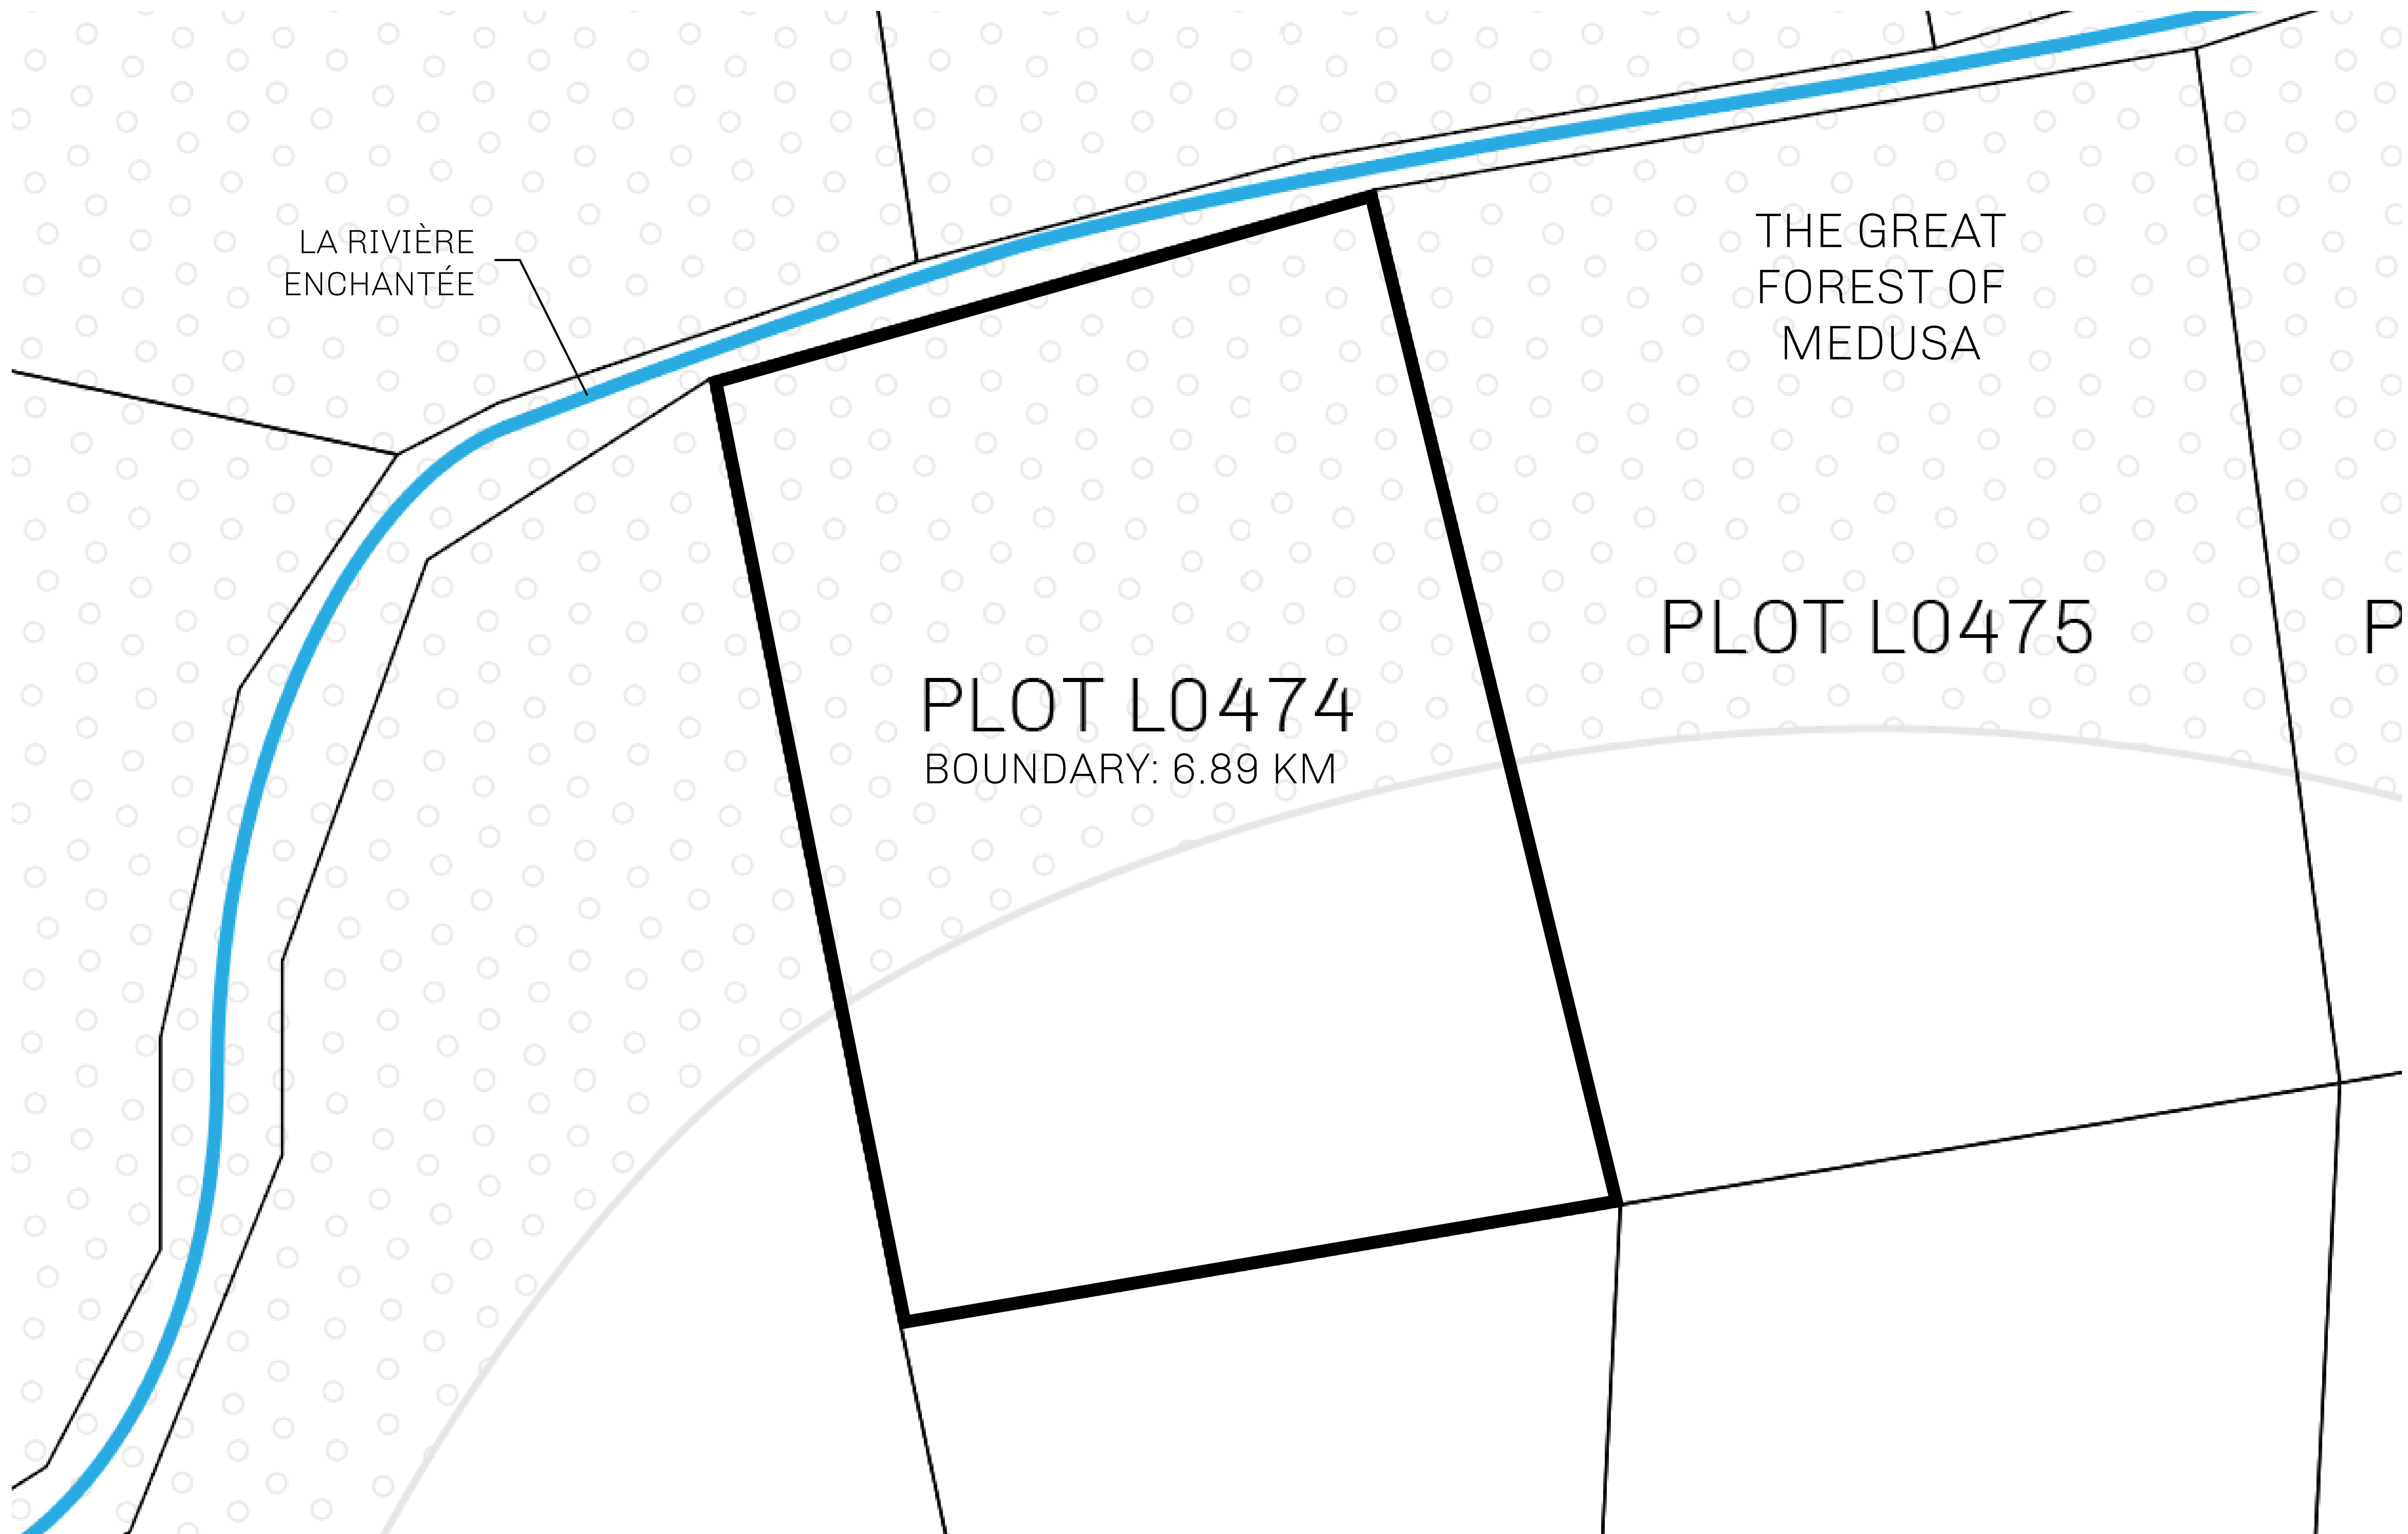 LA RIVIÈRE
ENCHANTÉE
THE GREAT
FOREST OF
MEDUSA
PLOT L0475
P
PLOT L0474
BOUNDARY: 6.89 KM